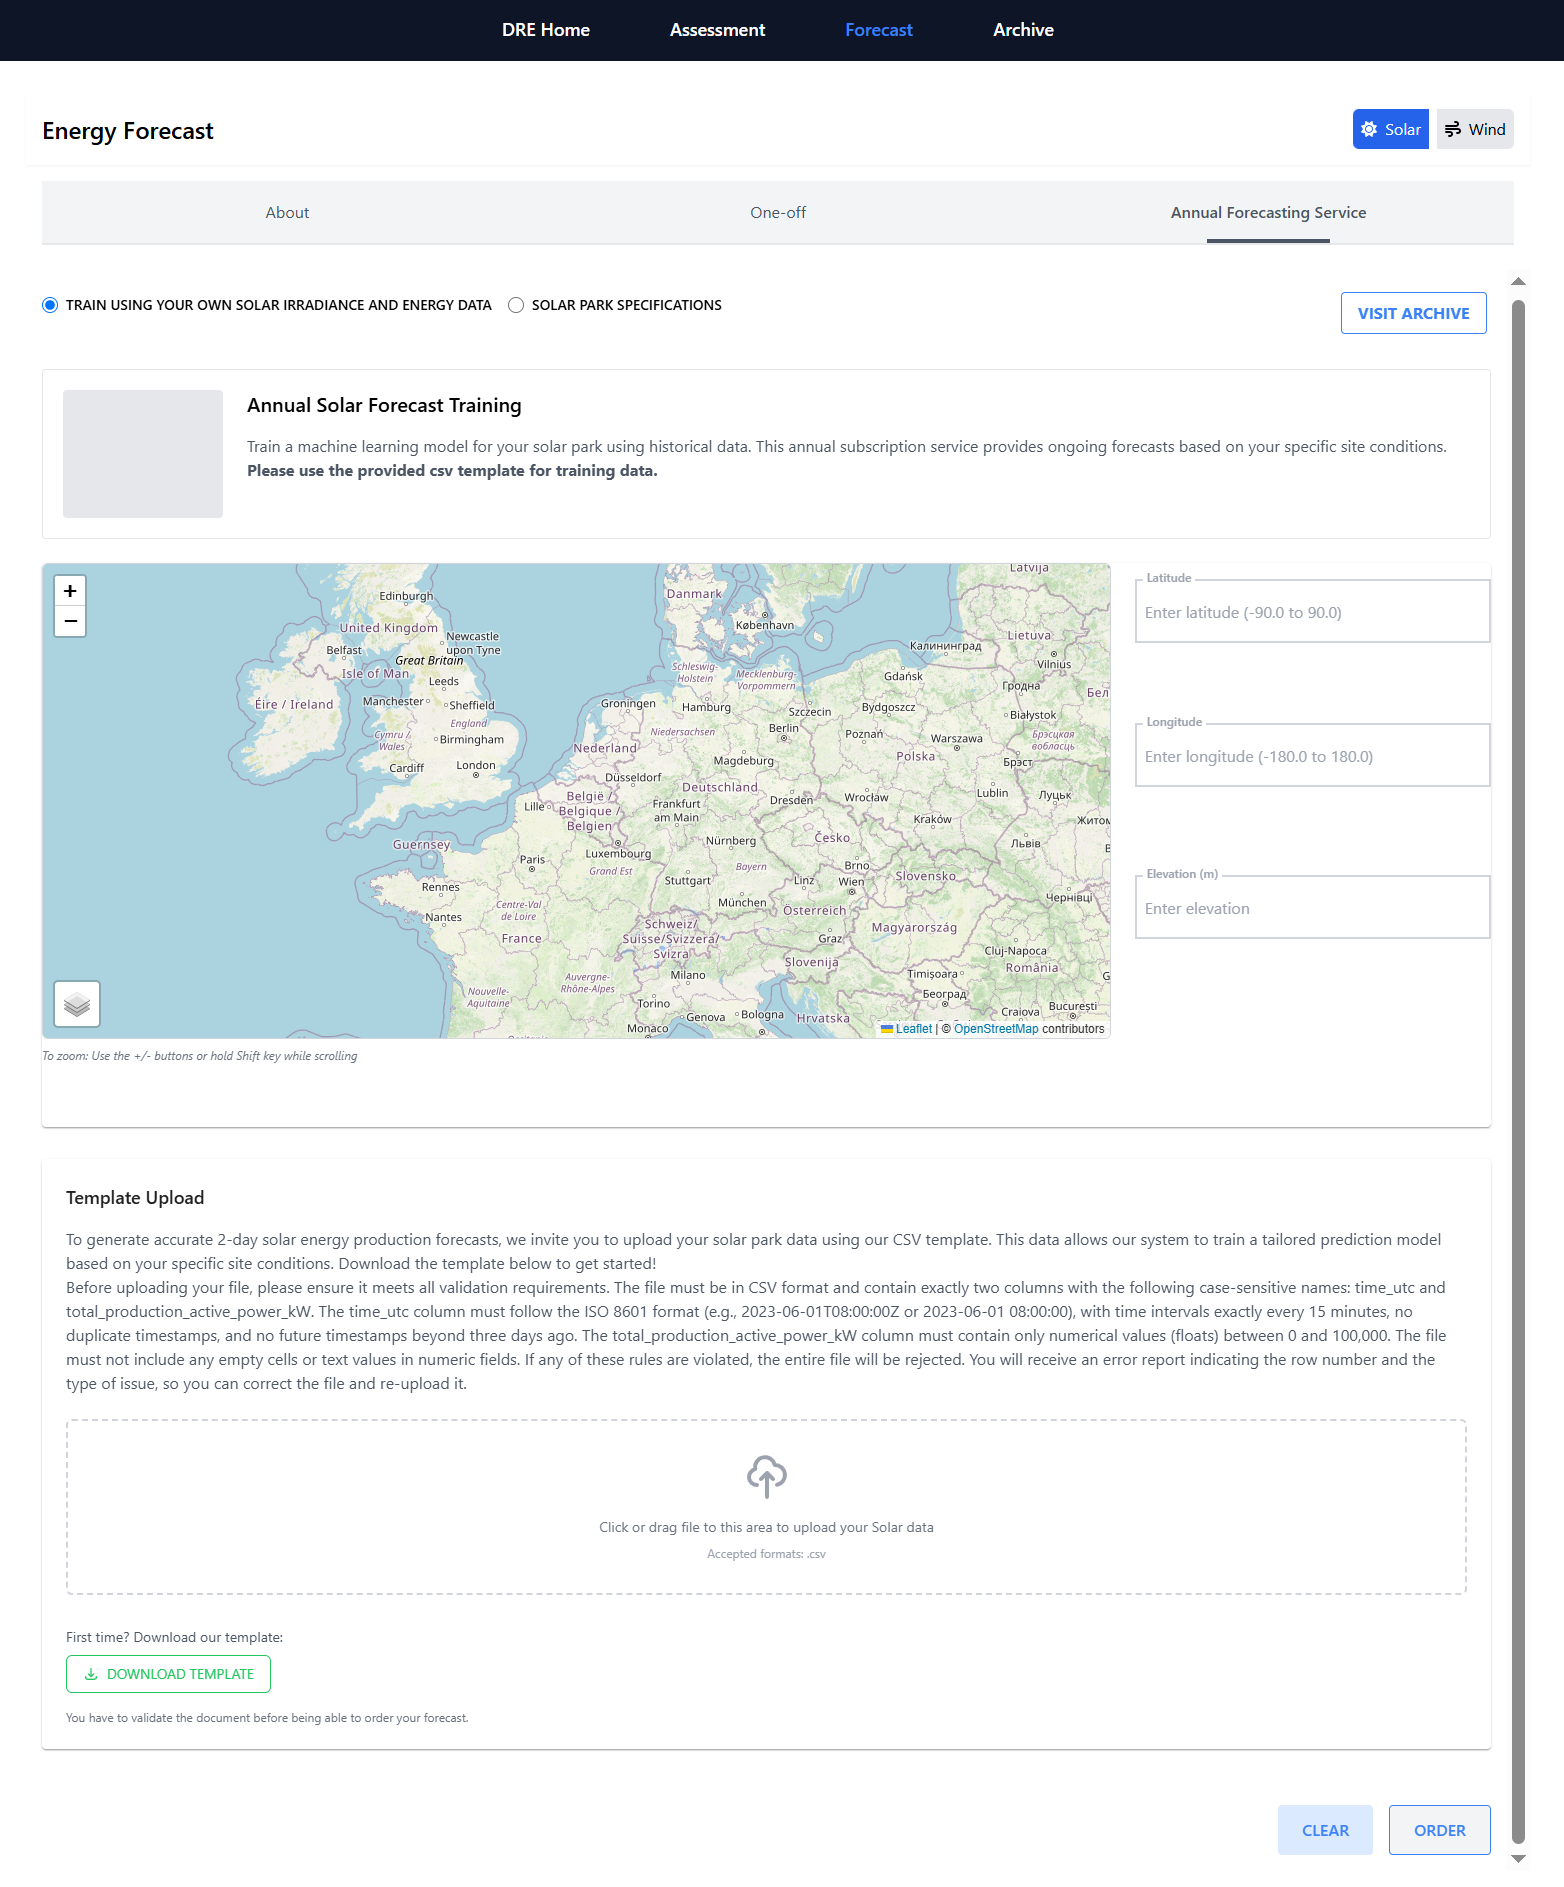 DRE Home
Assessment
Forecast
Archive
Energy Forecast
Solar
Wind
About
One-off
Annual Forecasting Service
TRAIN USING YOUR OWN SOLAR IRRADIANCE AND ENERGY DATA
SOLAR PARK SPECIFICATIONS
VISIT ARCHIVE
Annual Solar Forecast Training
Train a machine learning model for your solar park using historical data. This annual subscription service provides ongoing forecasts based on your specific site conditions.
Please use the provided csv template for training data.
+
−
Latvija
Edinburgh
Danmark
United Kingdom
København
Newcastle
upon Tyne
Lietuva
Belfast
Great Britain
Калининград
Vilnius
Isle of Man
Schleswig-
Holstein
Mecklenburg-
Vorpommern
Leeds
Gdańsk
Гродна
Бел
Éire / Ireland
Manchester
Sheffield
Groningen
Hamburg
Szczecin
Bydgoszcz
Białystok
England
Berlin
Cymru /
Wales
Birmingham
Niedersachsen
Poznań
Warszawa
Брэсцкая
вобласць
Nederland
Polska
Cardiff
London
Magdeburg
Брэст
Düsseldorf
Deutschland
Lille
België /
Belgique /
Belgien
Frankfurt
am Main
Dresden
Wrocław
Lublin
Луцьк
Kraków
Житом
Guernsey
Nürnberg
Česko
Львів
Paris
Luxembourg
Grand Est
Bayern
Brno
Rennes
Stuttgart
Linz
Wien
Slovensko
Чернівці
Centre-Val
de Loire
München
Österreich
Nantes
Schweiz/
Suisse/Svizzera/
Svizra
Magyarország
France
Graz
Cluj-Napoca
Slovenija
România
Auvergne-
Rhône-Alpes
Milano
Timișoara
Nouvelle-
Aquitaine
Torino
Београд
București
Genova
Bologna
Hrvatska
Craiova
Monaco
Leaflet | © OpenStreetMap contributors
To zoom: Use the +/- buttons or hold Shift key while scrolling
Latitude
Enter latitude (-90.0 to 90.0)
Longitude
Enter longitude (-180.0 to 180.0)
Elevation (m)
Enter elevation
Template Upload
To generate accurate 2-day solar energy production forecasts, we invite you to upload your solar park data using our CSV template. This data allows our system to train a tailored prediction model
based on your specific site conditions. Download the template below to get started!
Before uploading your file, please ensure it meets all validation requirements. The file must be in CSV format and contain exactly two columns with the following case-sensitive names: time_utc and
total_production_active_power_kW. The time_utc column must follow the ISO 8601 format (e.g., 2023-06-01T08:00:00Z or 2023-06-01 08:00:00), with time intervals exactly every 15 minutes, no
duplicate timestamps, and no future timestamps beyond three days ago. The total_production_active_power_kW column must contain only numerical values (floats) between 0 and 100,000. The file
must not include any empty cells or text values in numeric fields. If any of these rules are violated, the entire file will be rejected. You will receive an error report indicating the row number and the
type of issue, so you can correct the file and re-upload it.
Click or drag file to this area to upload your Solar data
Accepted formats: .csv
First time? Download our template:
DOWNLOAD TEMPLATE
You have to validate the document before being able to order your forecast.
CLEAR
ORDER